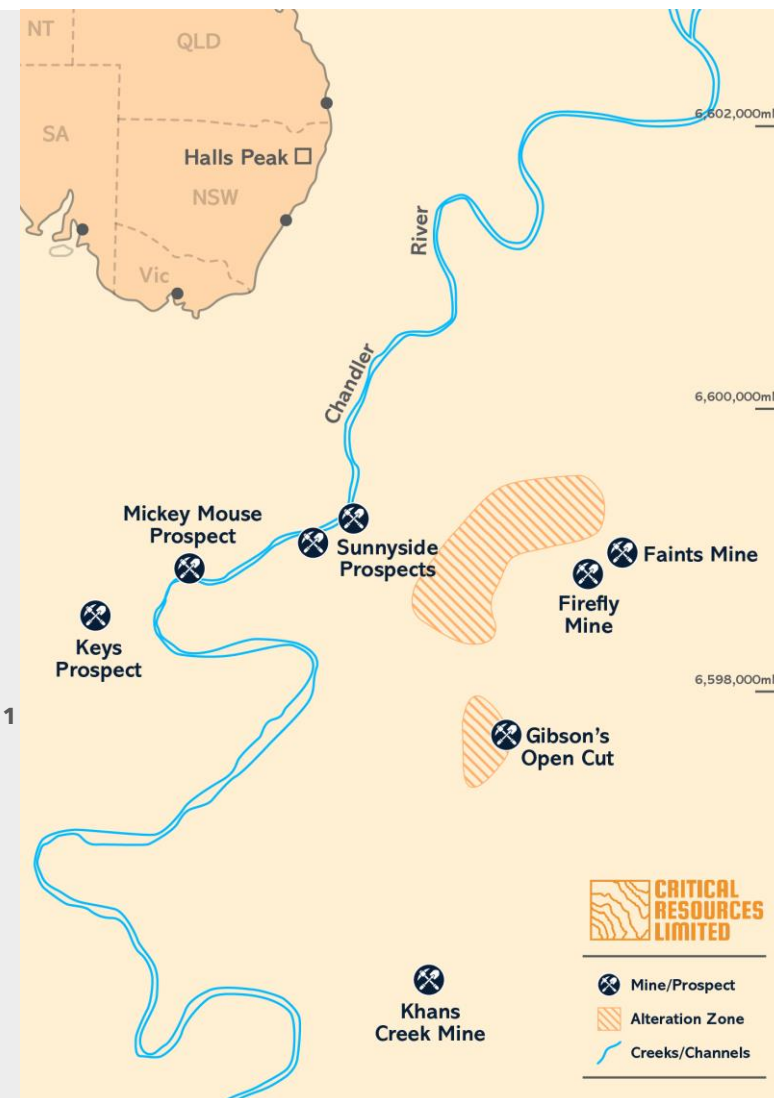 NT
QLD
SA
Halls Peak
NSW
Vic
6,602,000mN
River
Chandler
6,600,000mN
Mickey Mouse
Prospect
Sunnyside
Prospects
Faints Mine
Firefly
Mine
Keys
Prospect
6,598,000mN
1
Gibson's
Open Cut
CRITICAL
RESOURCES
LIMITED
Khans
Creek Mine
Mine/Prospect
Alteration Zone
Creeks/Channels